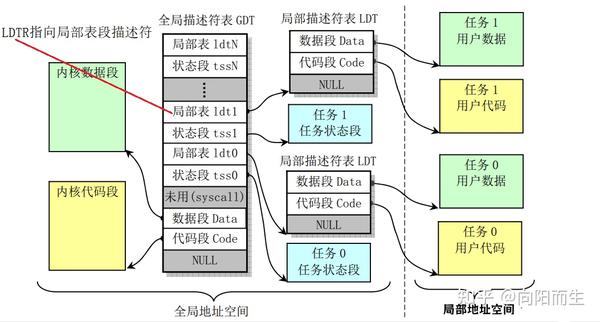 LDTR指向局部表段描述符
全局描述符表 GDT
局部表 ldtN
状态段 tssN
局部表 ldt1
状态段 tss1
局部表 ldt0
状态段 tss0
未用(syscall)
数据段 Data
代码段 Code
NULL
内核数据段
内核代码段
局部描述符表 LDT
数据段 Data
代码段 Code
NULL
任务 1
任务状态段
局部描述符表 LDT
数据段 Data
代码段 Code
NULL
任务 0
任务状态段
任务 1
用户数据
任务 1
用户代码
任务 0
用户数据
任务 0
用户代码
全局地址空间
局部地址空间
知乎 @向阳而生